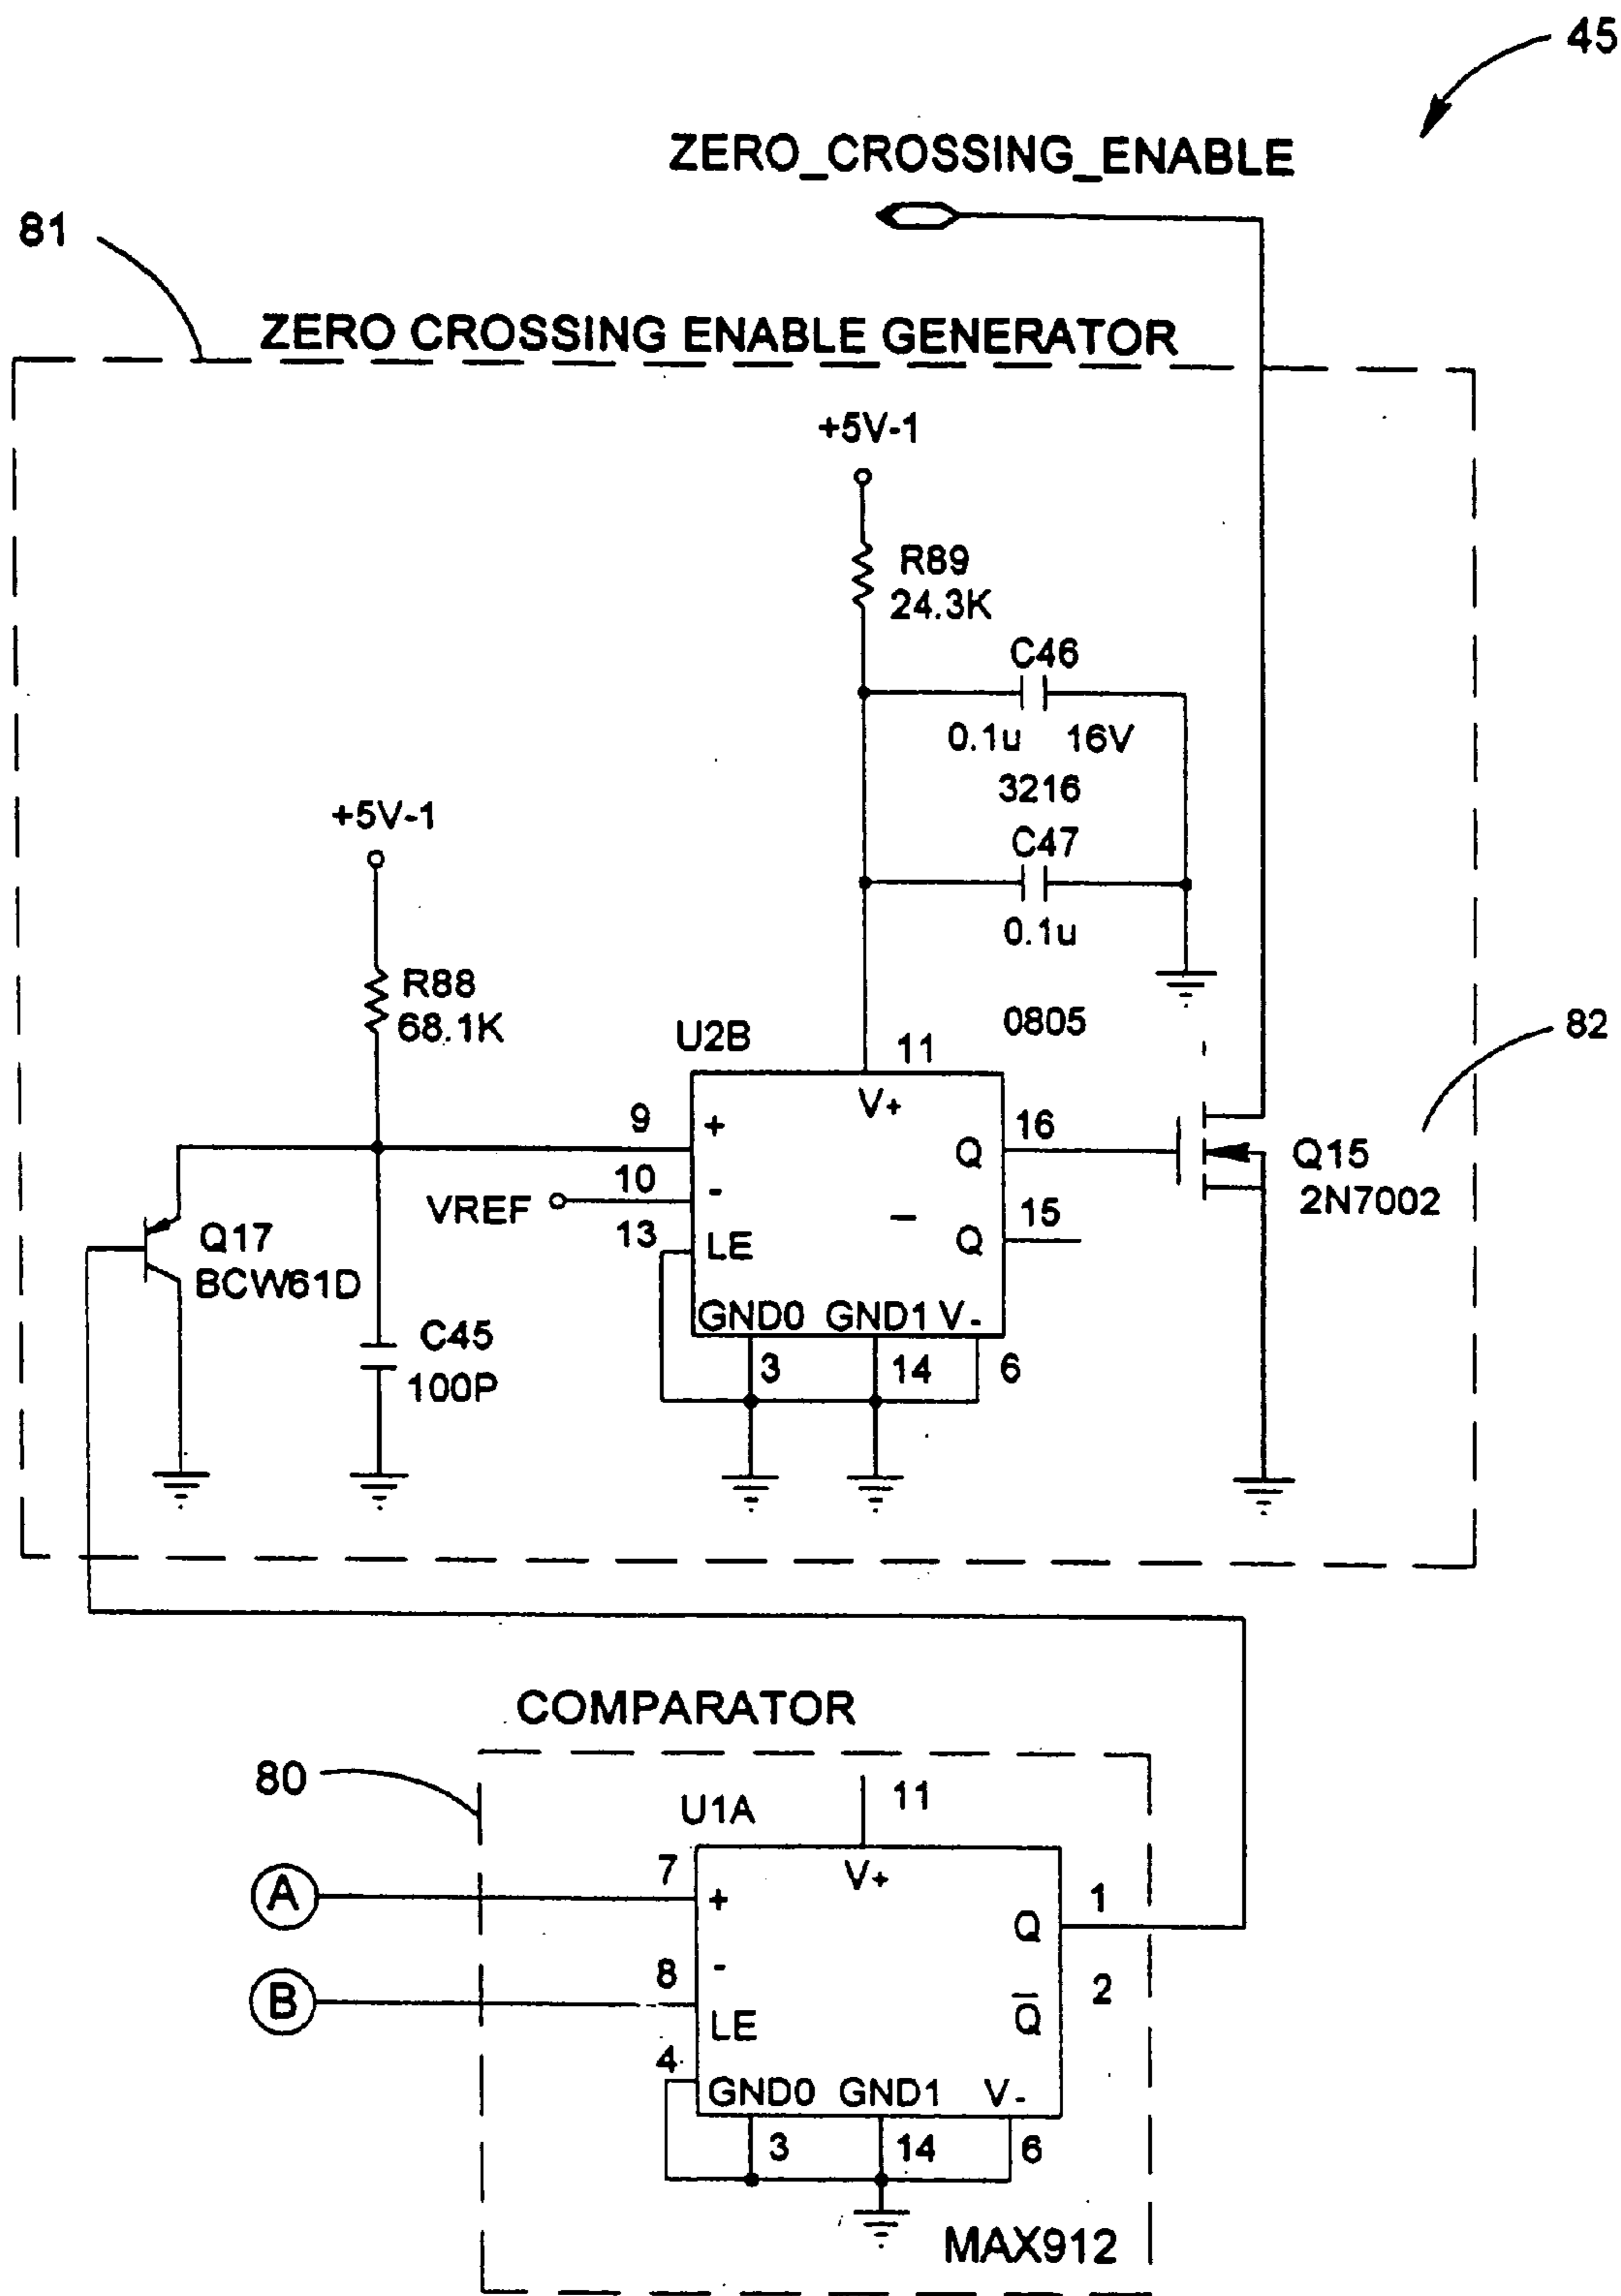 45
ZERO_CROSSING_ENABLE
81
ZERO CROSSING ENABLE GENERATOR
+5V-1
R89
24.3K
C46
0.1u 16V
3216
+5V-1
C47
0.1u
R88
68.1K
0805
82
U2B
11
V+
9
+
16
Q
Q15
2N7002
10
-
VREF
15
Q̅
13
LE
Q17
BCW61D
GND0 GND1 V-
C45
100P
3
14
6
COMPARATOR
80
U1A
11
V+
7
A
+
1
Q
8
-
2
B
Q̅
LE
4
GND0 GND1 V-
3
14
6
MAX912